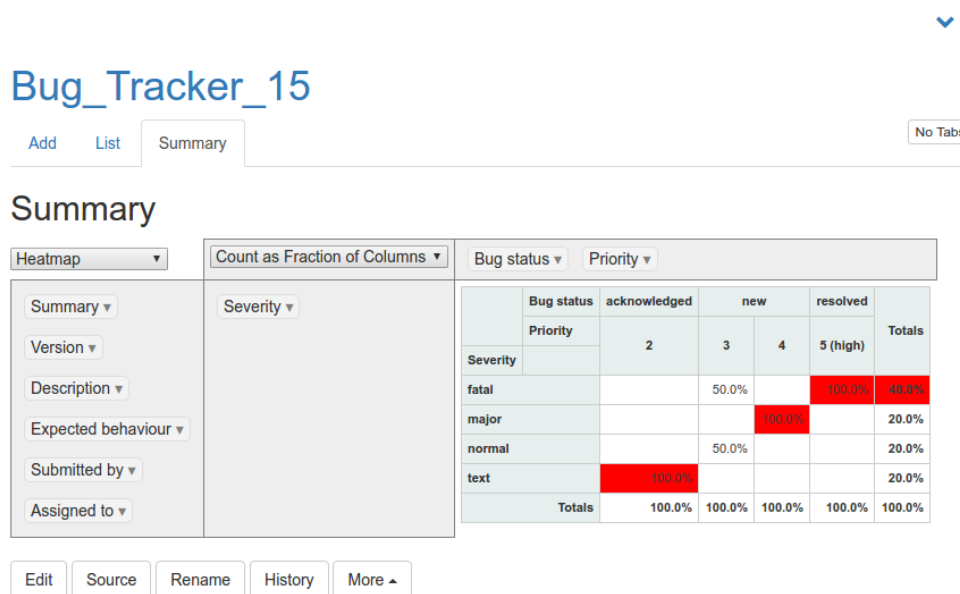 Bug_Tracker_15
Add List Summary
No Tabs
Summary
Heatmap Count as Fraction of Columns Bug status Priority
Summary
Version
Description
Expected behaviour
Submitted by
Assigned to
Severity
Bug status acknowledged new resolved Totals
Priority 2 3 4 5 (high)
Severity
fatal 50.0% 100.0% 40.0%
major 100.0% 20.0%
normal 50.0% 20.0%
text 100.0% 20.0%
Totals 100.0% 100.0% 100.0% 100.0% 100.0%
Edit Source Rename History More